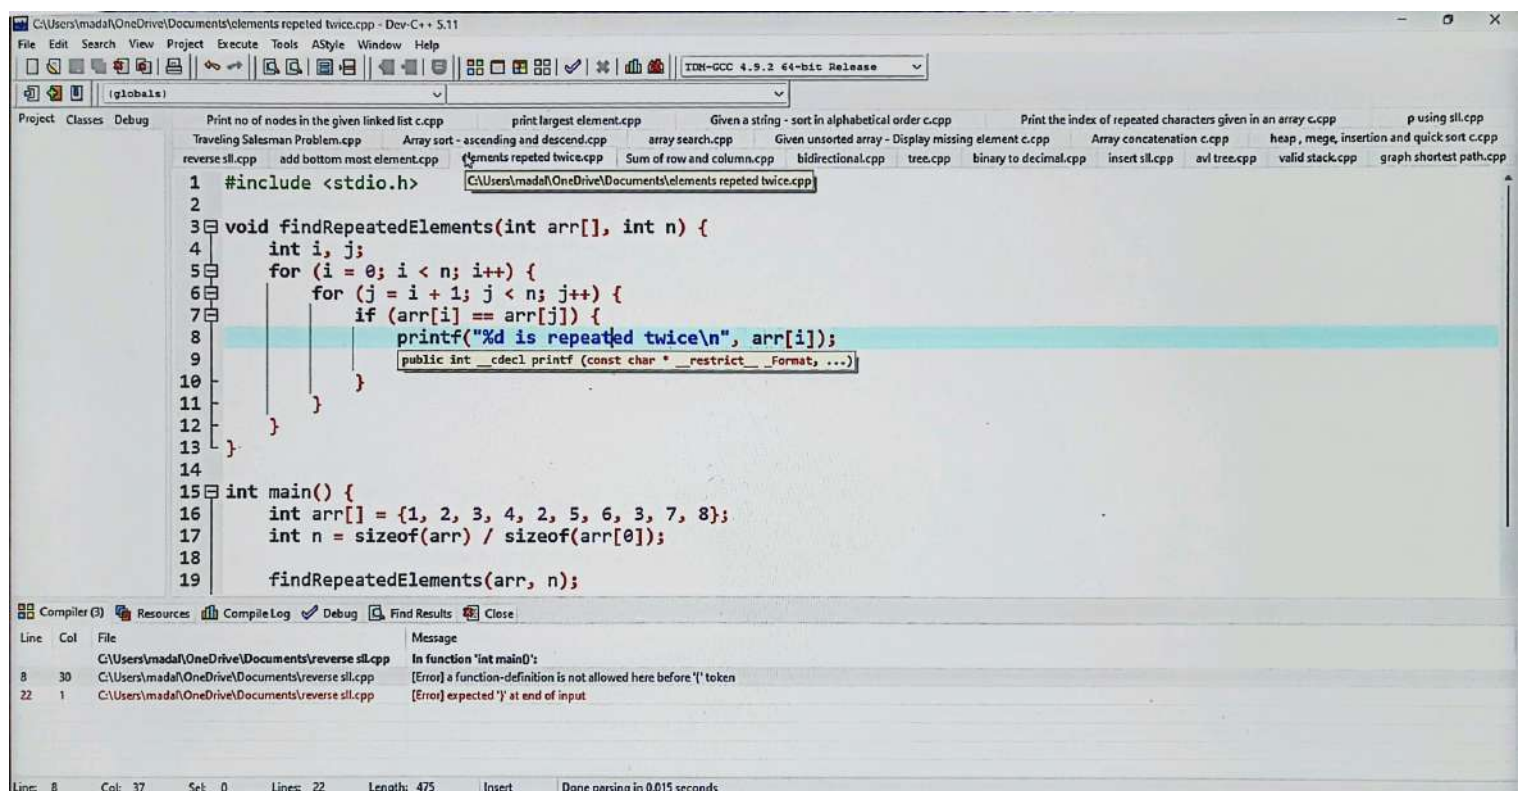 C:\Users\madal\OneDrive\Documents\elements repeted twice.cpp - Dev-C++ 5.11
File Edit Search View Project Execute Tools AStyle Window Help
TDM-GCC 4.9.2 64-bit Release
(globals)
Project Classes Debug
Print no of nodes in the given linked list c.cpp print largest element.cpp Given a string - sort in alphabetical order c.cpp Print the index of repeated characters given in an array c.cpp p using sll.cpp
Traveling Salesman Problem.cpp Array sort - ascending and descend.cpp array search.cpp Given unsorted array - Display missing element c.cpp Array concatenation c.cpp heap , mege, insertion and quick sort c.cpp
reverse sll.cpp add bottom most element.cpp elements repeted twice.cpp Sum of row and column.cpp bidirectional.cpp tree.cpp binary to decimal.cpp insert sll.cpp avl tree.cpp valid stack.cpp graph shortest path.cpp
1 #include <stdio.h>
C:\Users\madal\OneDrive\Documents\elements repeted twice.cpp
2
3 void findRepeatedElements(int arr[], int n) {
4 int i, j;
5 for (i = 0; i < n; i++) {
6 for (j = i + 1; j < n; j++) {
7 if (arr[i] == arr[j]) {
8 printf("%d is repeated twice\n", arr[i]);
9 public int __cdecl printf (const char * __restrict__ _Format, ...)
10 }
11 }
12 }
13 }
14
15 int main() {
16 int arr[] = {1, 2, 3, 4, 2, 5, 6, 3, 7, 8};
17 int n = sizeof(arr) / sizeof(arr[0]);
18
19 findRepeatedElements(arr, n);
Compiler (3) Resources Compile Log Debug Find Results Close
Line Col File Message
C:\Users\madal\OneDrive\Documents\reverse sll.cpp In function 'int main()':
8 30 C:\Users\madal\OneDrive\Documents\reverse sll.cpp [Error] a function-definition is not allowed here before '{' token
22 1 C:\Users\madal\OneDrive\Documents\reverse sll.cpp [Error] expected '}' at end of input
Line: 8 Col: 37 Sel: 0 Lines: 22 Length: 475 Insert Done parsing in 0.015 seconds